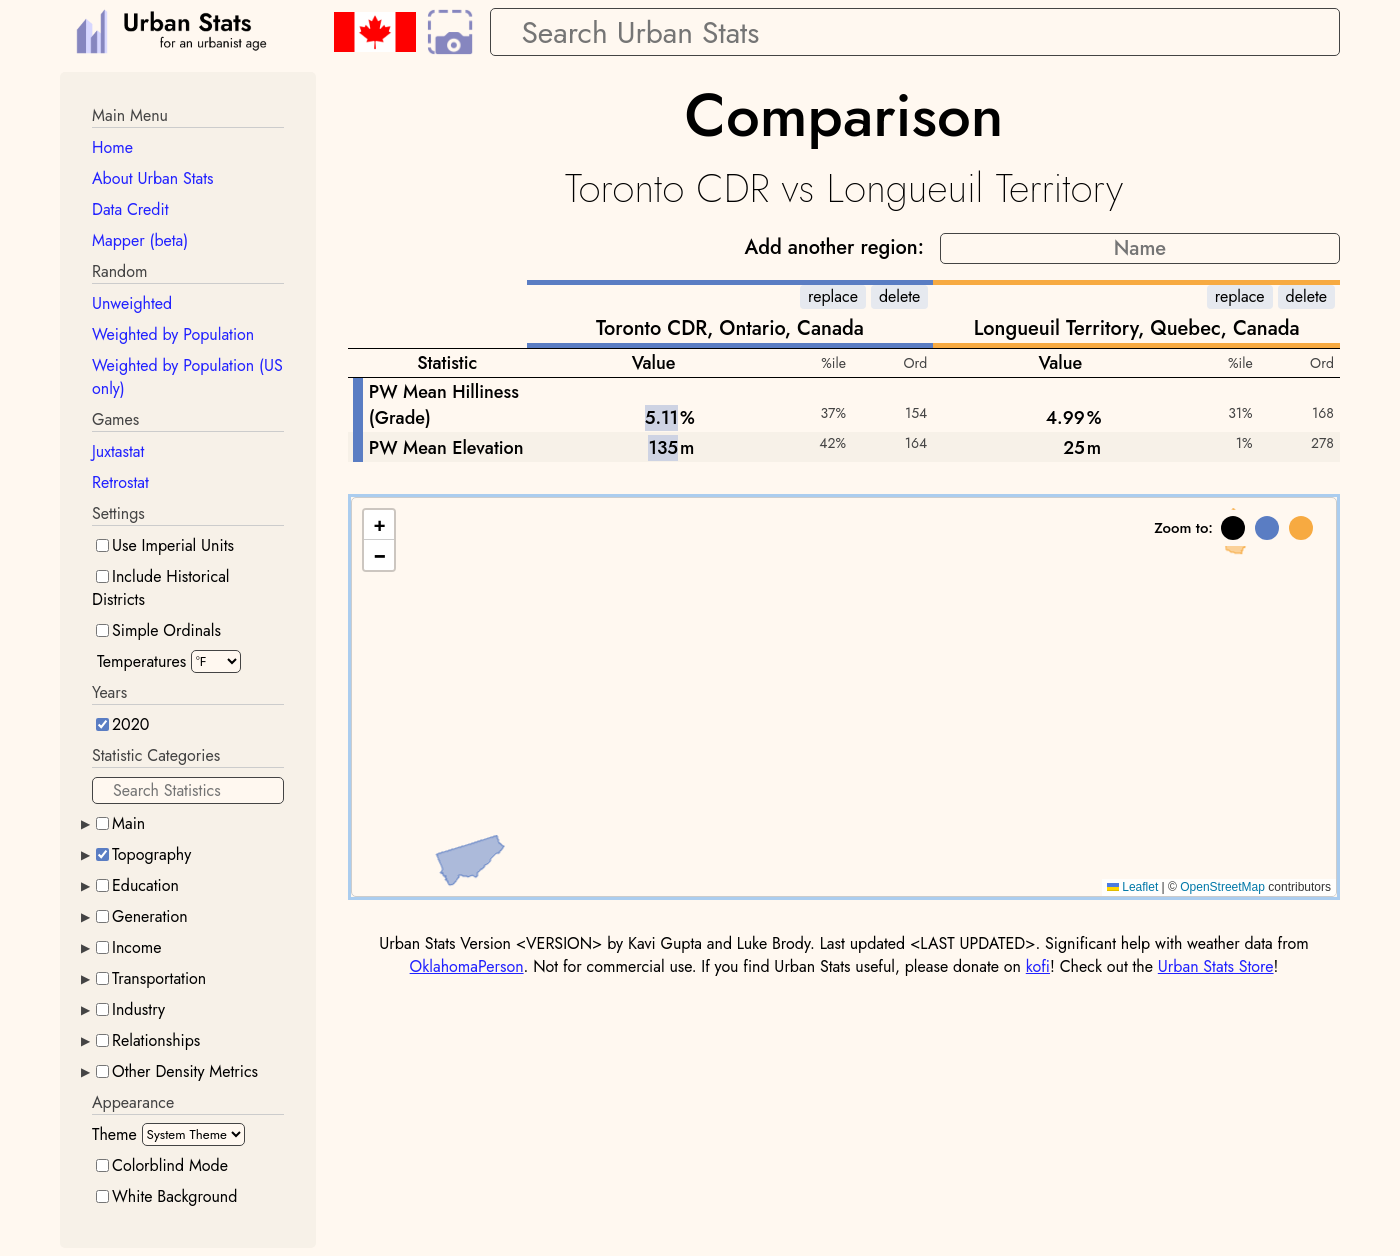 Urban Stats
for an urbanist age
Search Urban Stats
Main Menu
Home
About Urban Stats
Data Credit
Mapper (beta)
Random
Unweighted
Weighted by Population
Weighted by Population (US
only)
Games
Juxtastat
Retrostat
Settings
Use Imperial Units
Include Historical
Districts
Simple Ordinals
Temperatures °F
Years
2020
Statistic Categories
Search Statistics
Main
Topography
Education
Generation
Income
Transportation
Industry
Relationships
Other Density Metrics
Appearance
Theme System Theme
Colorblind Mode
White Background
Comparison
Toronto CDR vs Longueuil Territory
Add another region: Name
replace delete replace delete
Toronto CDR, Ontario, Canada Longueuil Territory, Quebec, Canada
Statistic Value %ile Ord Value %ile Ord
PW Mean Hilliness
(Grade) 5.11% 37% 154 4.99% 31% 168
PW Mean Elevation 135m 42% 164 25m 1% 278
+
−
Zoom to:
Leaflet | © OpenStreetMap contributors
Urban Stats Version <VERSION> by Kavi Gupta and Luke Brody. Last updated <LAST UPDATED>. Significant help with weather data from
OklahomaPerson. Not for commercial use. If you find Urban Stats useful, please donate on kofi! Check out the Urban Stats Store!